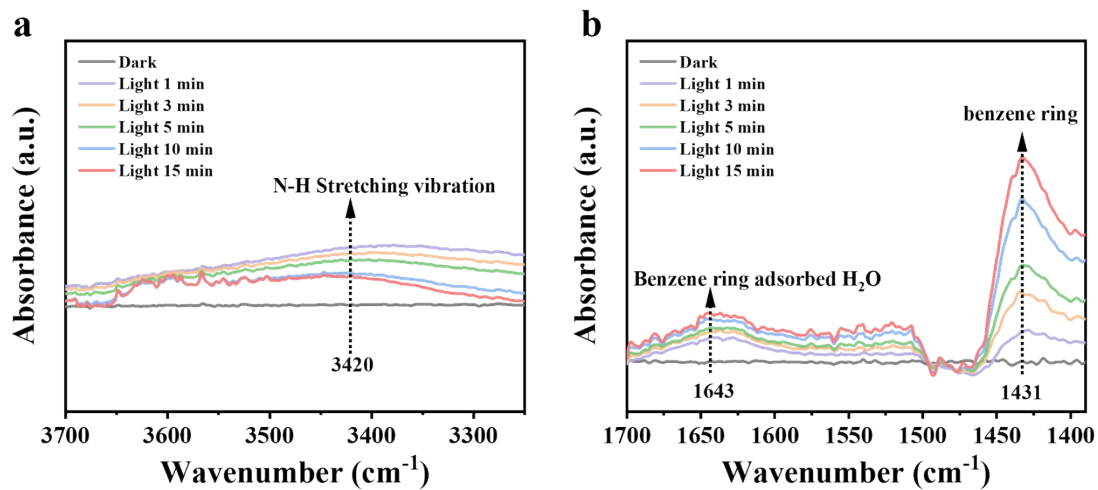 a
Absorbance (a.u.)
Dark
Light 1 min
Light 3 min
Light 5 min
Light 10 min
Light 15 min
N-H Stretching vibration
3420
3700
3600
3500
3400
3300
Wavenumber (cm⁻¹)
b
Absorbance (a.u.)
Dark
Light 1 min
Light 3 min
Light 5 min
Light 10 min
Light 15 min
benzene ring
Benzene ring adsorbed H₂O
1643
1431
1700
1650
1600
1550
1500
1450
1400
Wavenumber (cm⁻¹)